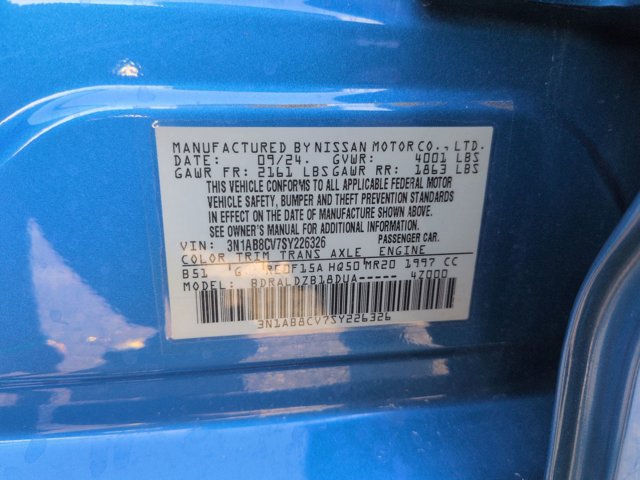 MANUFACTURED BY NISSAN MOTOR CO., LTD.
DATE: 09/24. GVWR: 4001 LBS
GAWR FR: 2161 LBS GAWR RR: 1863 LBS
THIS VEHICLE CONFORMS TO ALL APPLICABLE FEDERAL MOTOR
VEHICLE SAFETY, BUMPER AND THEFT PREVENTION STANDARDS
IN EFFECT ON THE DATE OF MANUFACTURE SHOWN ABOVE.
SEE OWNER'S MANUAL FOR ADDITIONAL INFORMATION.
VIN: 3N1AB8CV7SY226326 PASSENGER CAR.
COLOR TRIM TRANS AXLE ENGINE
B51 G RE0F15A HQ50 MR20 1997 CC
MODEL: BDRALDZB18DUA----- 47000
3N1AB8CV7SY226326